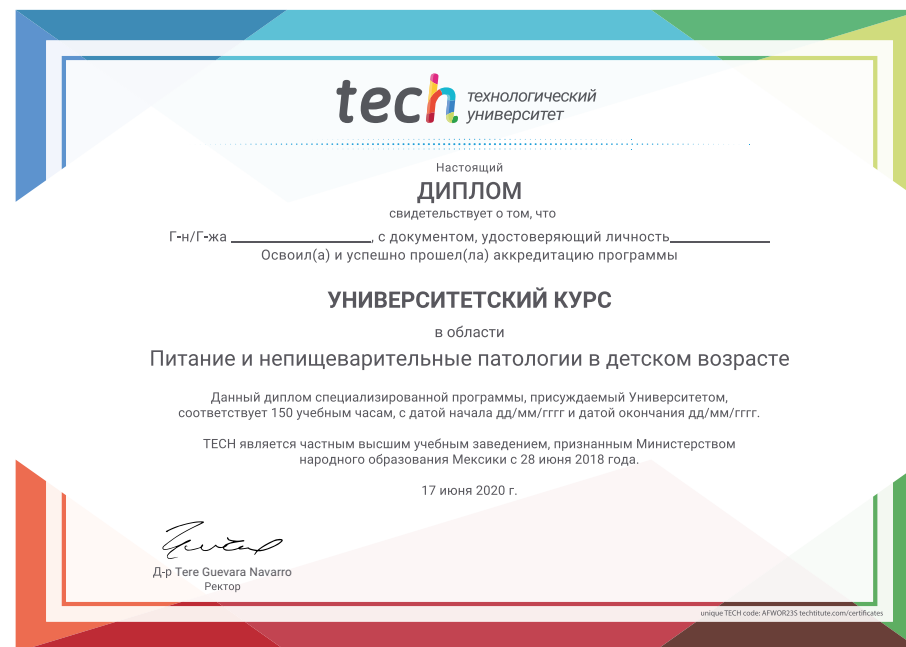 tech технологический
университет
Настоящий
ДИПЛОМ
свидетельствует о том, что
Г-н/Г-жа ____________________, с документом, удостоверяющий личность______________
Освоил(а) и успешно прошел(ла) аккредитацию программы
УНИВЕРСИТЕТСКИЙ КУРС
в области
Питание и непищеварительные патологии в детском возрасте
Данный диплом специализированной программы, присуждаемый Университетом,
соответствует 150 учебным часам, с датой начала дд/мм/гггг и датой окончания дд/мм/гггг.
TECH является частным высшим учебным заведением, признанным Министерством
народного образования Мексики с 28 июня 2018 года.
17 июня 2020 г.
Д-р Tere Guevara Navarro
Ректор
unique TECH code: AFWOR235 techtitute.com/certificates